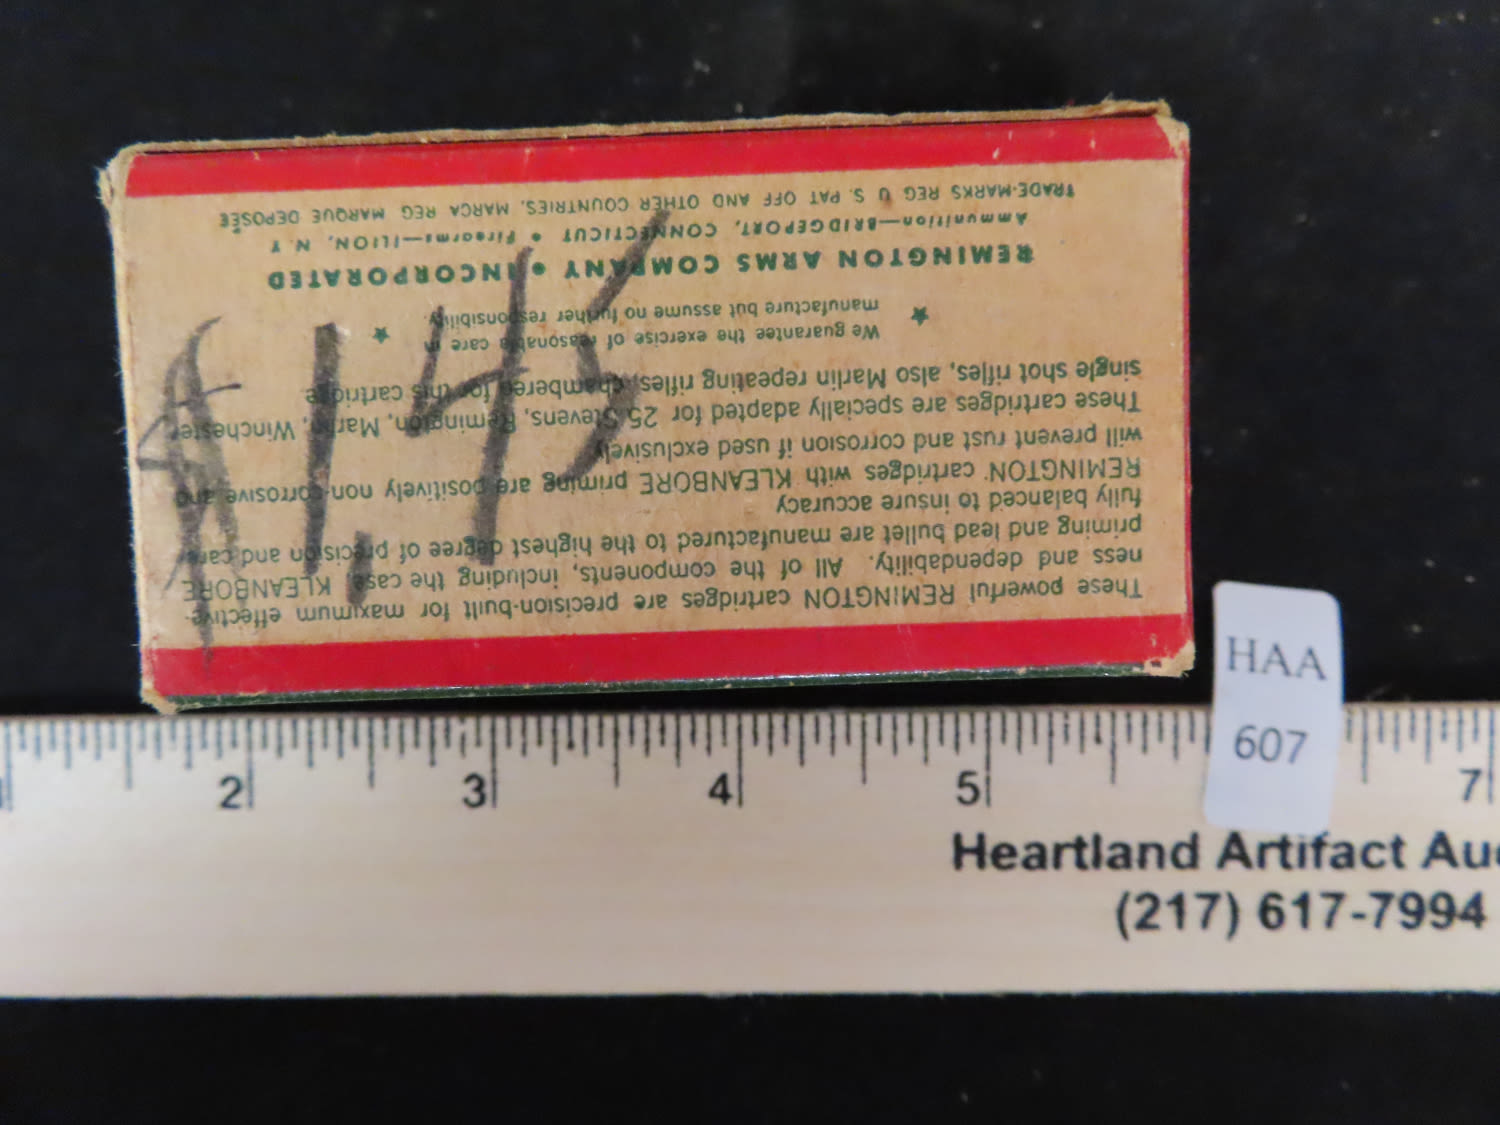 These powerful REMINGTON cartridges are precision-built for maximum effective-
ness and dependability. All of the components, including the case, KLEANBORE
priming and lead bullet are manufactured to the highest degree of precision and care,
fully balanced to insure accuracy
REMINGTON cartridges with KLEANBORE priming are positively non-corrosive and
will prevent rust and corrosion if used exclusively
These cartridges are specially adapted for 25 Stevens, Remington, Marlin, Winchester
single shot rifles, also Marlin repeating rifles, chambered for this cartridge
We guarantee the exercise of reasonable care in
manufacture but assume no further responsibility.
REMINGTON ARMS COMPANY • INCORPORATED
Ammunition—BRIDGEPORT, CONNECTICUT • Firearms—ILION, N. Y
TRADE-MARKS REG U S. PAT OFF AND OTHER COUNTRIES, MARCA REG MARQUE DEPOSÉE
$1.45
HAA
607
2 3 4 5 7
Heartland Artifact Auc
(217) 617-7994